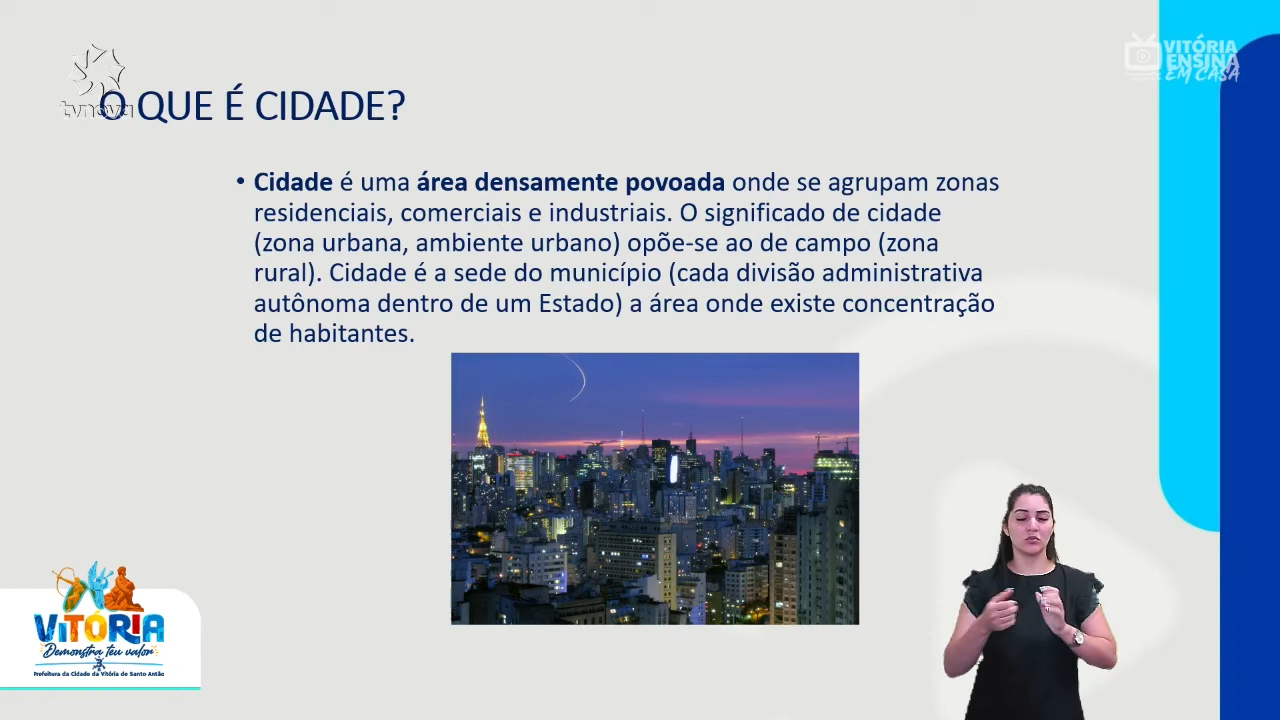 tvnova
O QUE É CIDADE?
VITÓRIA
ENSINA
EM CASA
• Cidade é uma área densamente povoada onde se agrupam zonas
residenciais, comerciais e industriais. O significado de cidade
(zona urbana, ambiente urbano) opõe-se ao de campo (zona
rural). Cidade é a sede do município (cada divisão administrativa
autônoma dentro de um Estado) a área onde existe concentração
de habitantes.
VITÓRIA
Demonstra teu valor
Prefeitura da Cidade da Vitória de Santo Antão